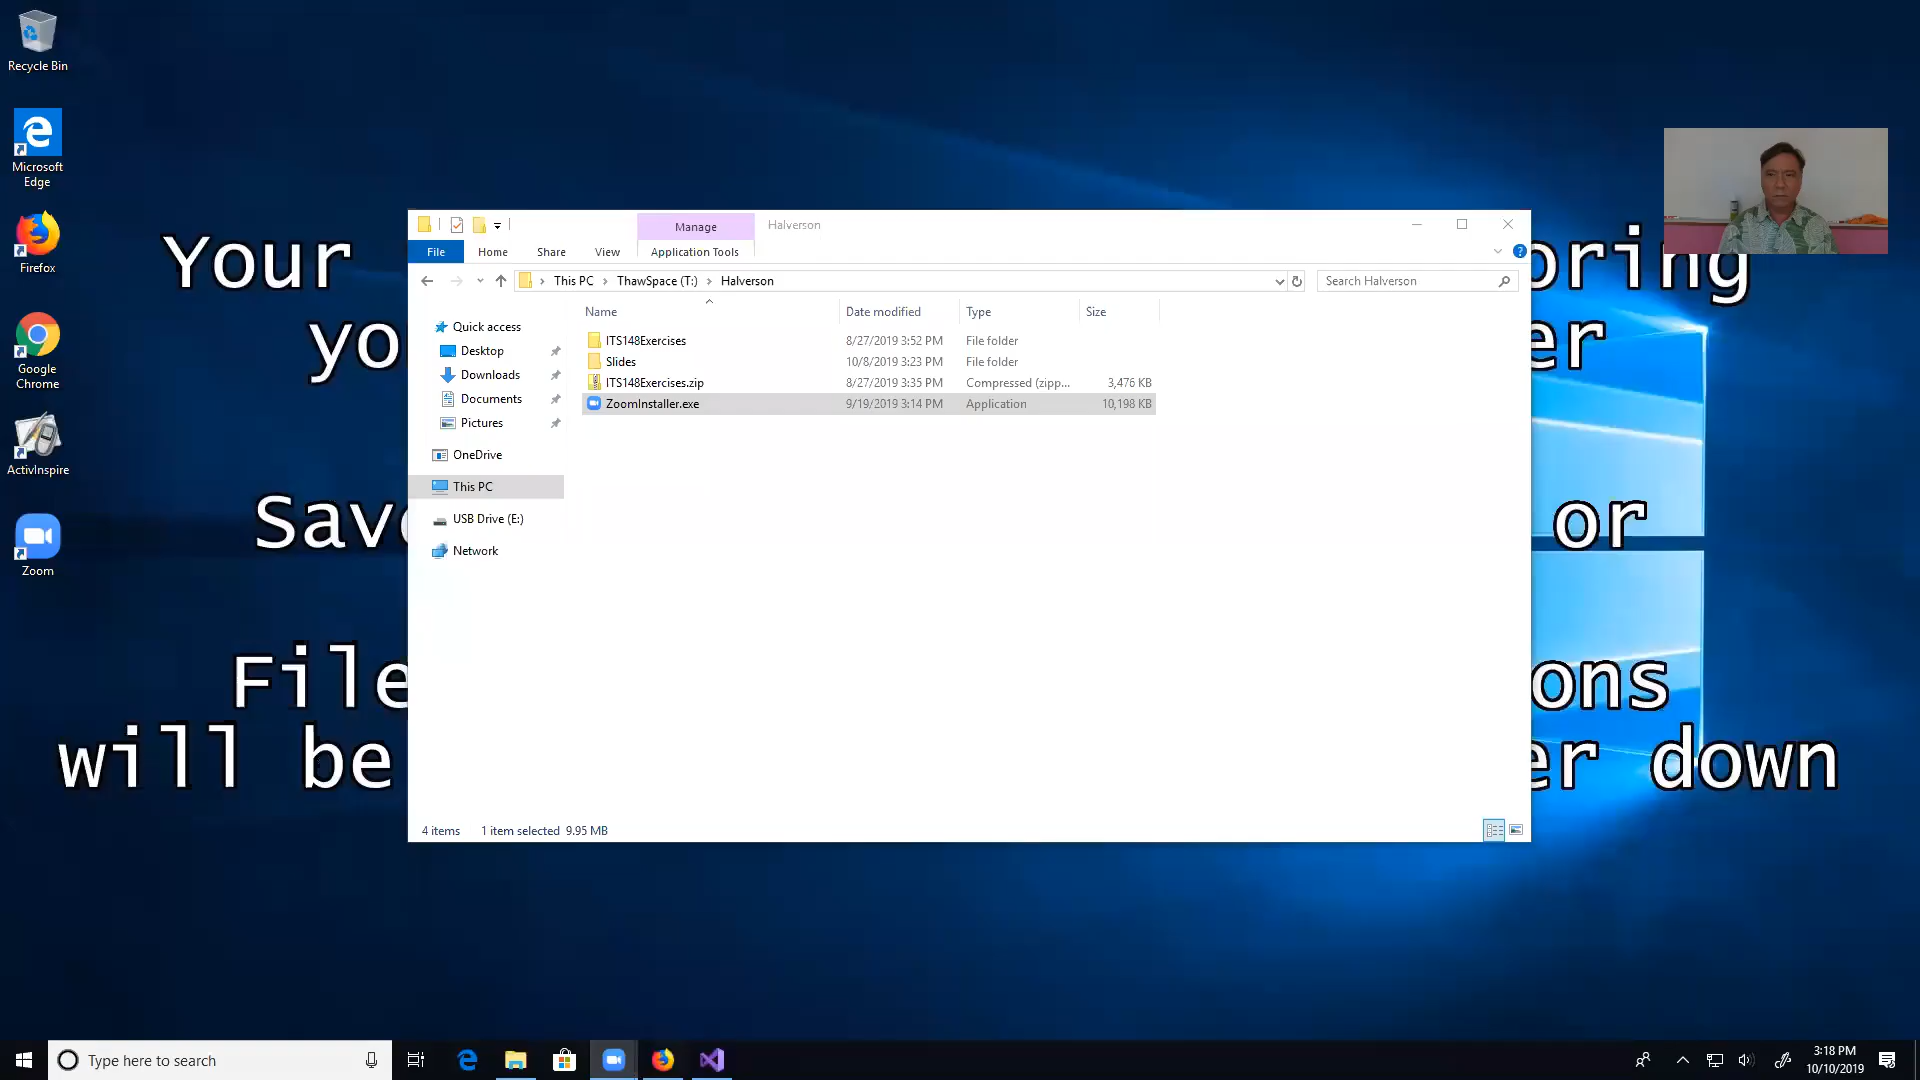 Recycle Bin
Microsoft
Edge
Firefox
Google
Chrome
ActivInspire
Zoom
Your
oring
er
or
ons
will be
er down
Manage
Halverson
File
Home
Share
View
Application Tools
This PC
ThawSpace (T:)
Halverson
Search Halverson
Name
Date modified
Type
Size
Quick access
Desktop
Downloads
Documents
Pictures
OneDrive
This PC
USB Drive (E:)
Network
ITS148Exercises 8/27/2019 3:52 PM File folder
Slides 10/8/2019 3:23 PM File folder
ITS148Exercises.zip 8/27/2019 3:35 PM Compressed (zipp... 3,476 KB
ZoomInstaller.exe 9/19/2019 3:14 PM Application 10,198 KB
4 items 1 item selected 9.95 MB
Type here to search
3:18 PM
10/10/2019